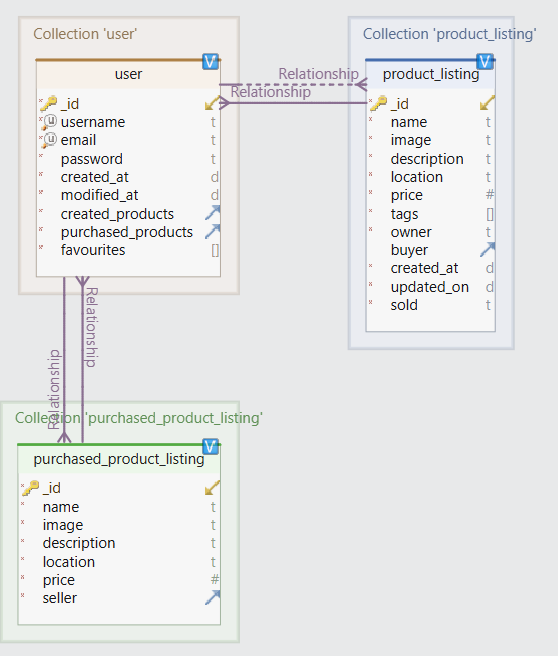 Collection 'user'
user
* _id
* username t
* email t
* password t
* created_at d
* modified_at d
* created_products
* purchased_products
* favourites []
Relationship
Relationship
Collection 'product_listing'
product_listing
* _id
* name t
* image t
* description t
* location t
* price #
* tags []
* owner t
buyer
* created_at d
* updated_on d
* sold t
Relationship
Relationship
Collection 'purchased_product_listing'
purchased_product_listing
* _id
* name t
* image t
* description t
* location t
* price #
* seller